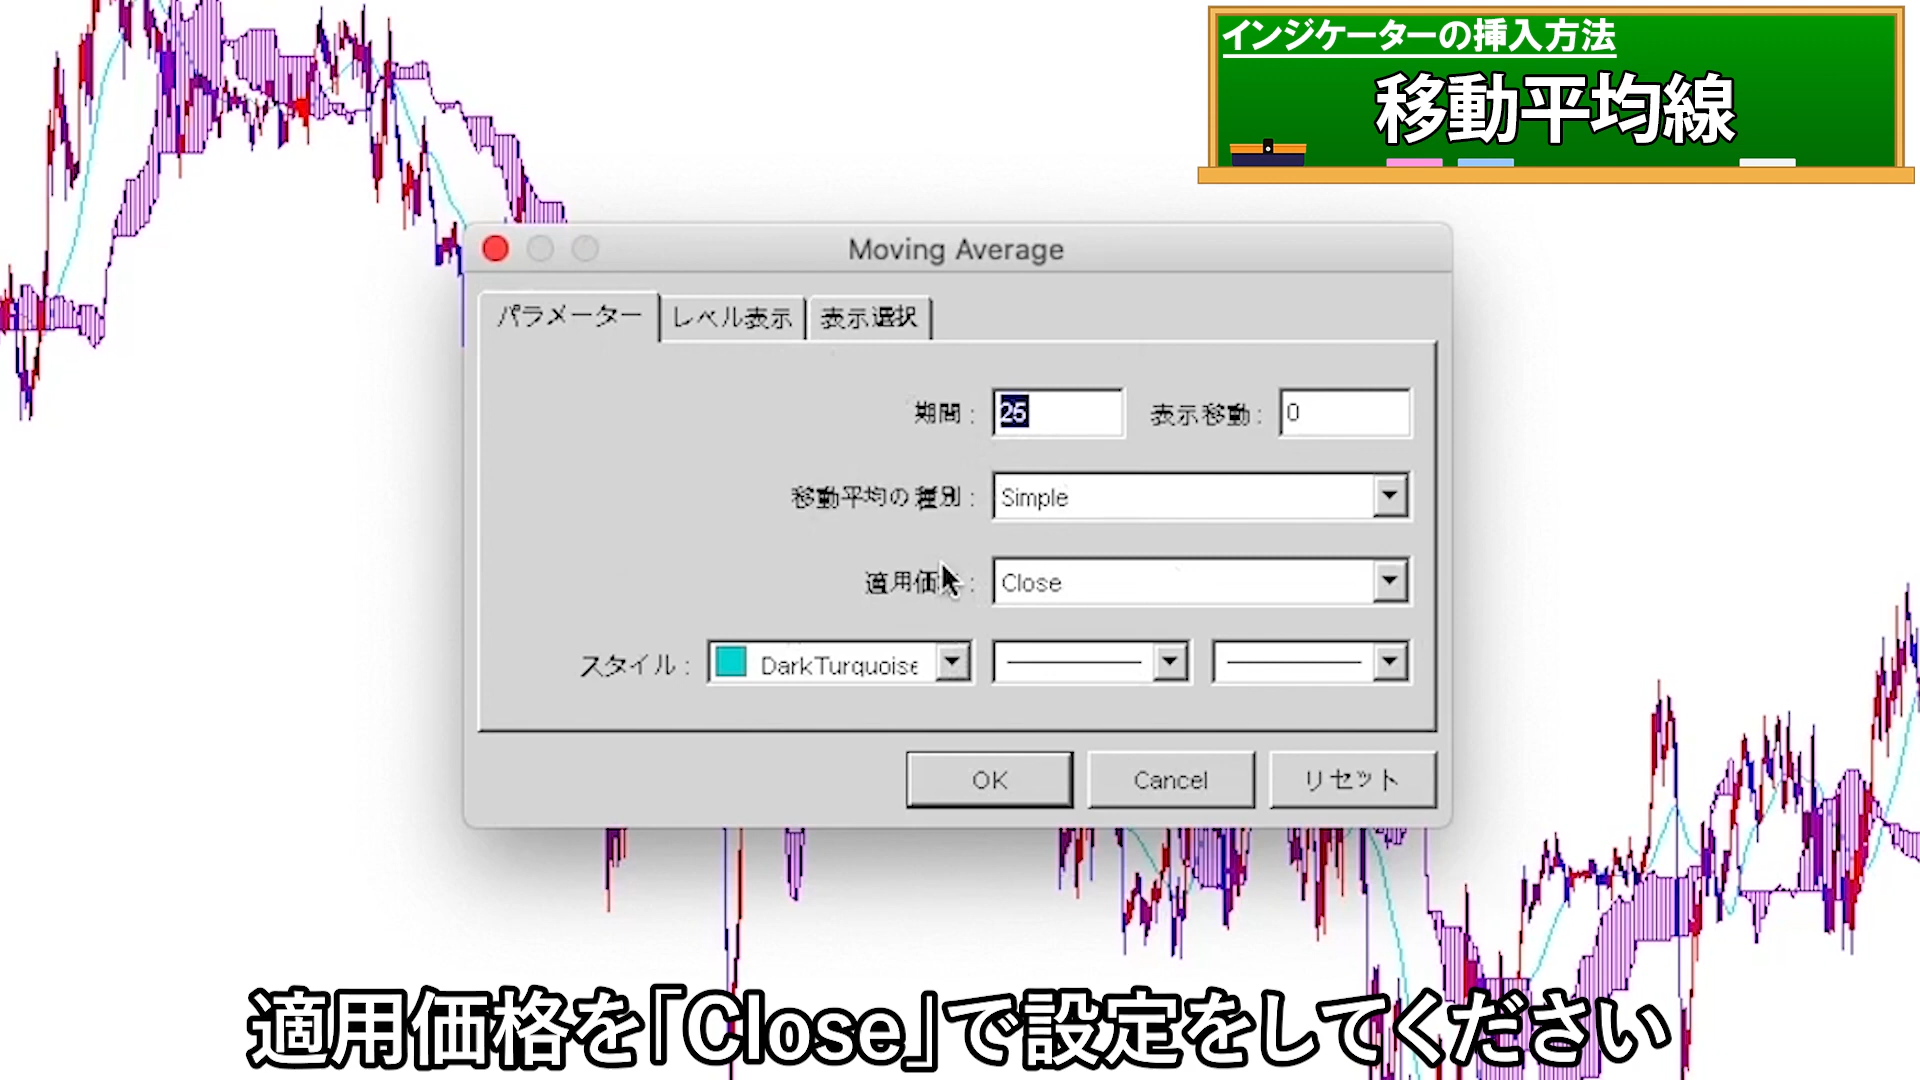 インジケーターの挿入方法
移動平均線
Moving Average
パラメーター レベル表示 表示選択
期間: 25 表示移動: 0
移動平均の種別: Simple
適用価 : Close
スタイル: DarkTurquoise
OK Cancel リセット
適用価格を「Close」で設定をしてください